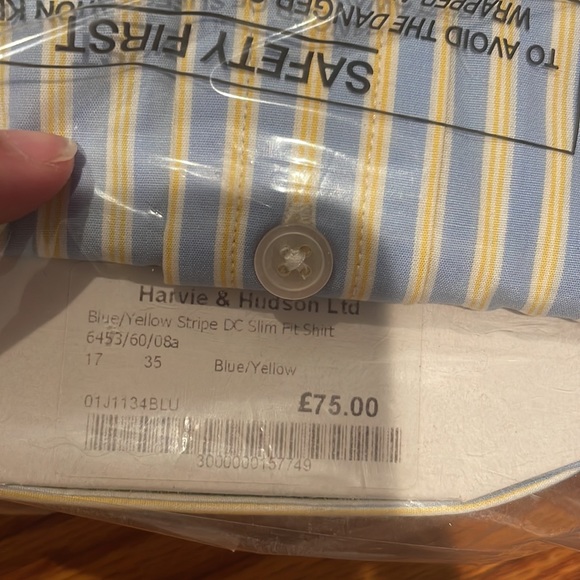 TO AVOID THE DANGER O
WRAPPER
SAFETY FIRST
Harvie & Hudson Ltd
Blue/Yellow Stripe DC Slim Fit Shirt
6453/60/08a
17 35 Blue/Yellow
01J1134BLU £75.00
3000000157749